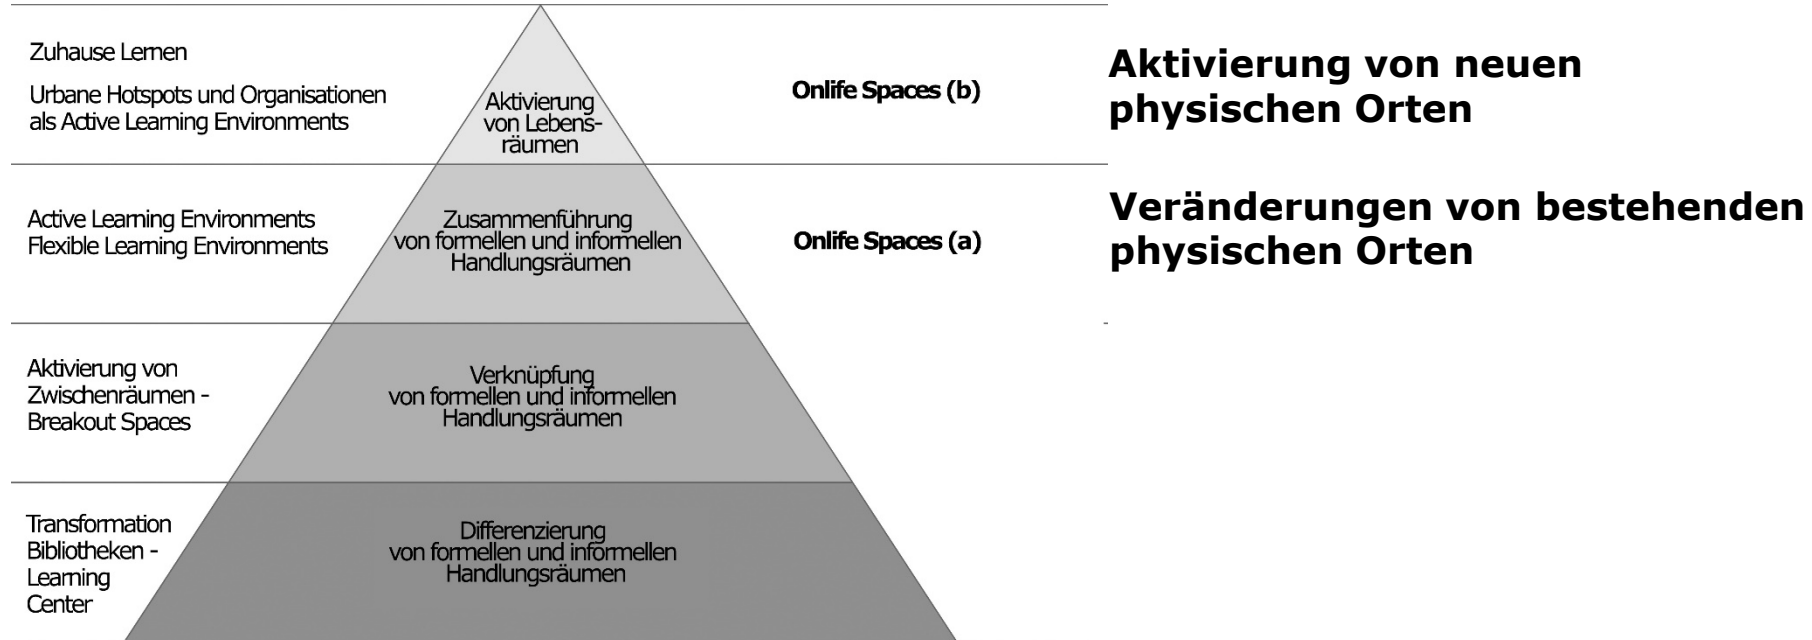 Zuhause Lernen
Urbane Hotspots und Organisationen
als Active Learning Environments
Aktivierung
von Lebens-
räumen
Onlife Spaces (b)
Aktivierung von neuen
physischen Orten
Active Learning Environments
Flexible Learning Environments
Zusammenführung
von formellen und informellen
Handlungsräumen
Onlife Spaces (a)
Veränderungen von bestehenden
physischen Orten
Aktivierung von
Zwischenräumen -
Breakout Spaces
Verknüpfung
von formellen und informellen
Handlungsräumen
Transformation
Bibliotheken -
Learning
Center
Differenzierung
von formellen und informellen
Handlungsräumen